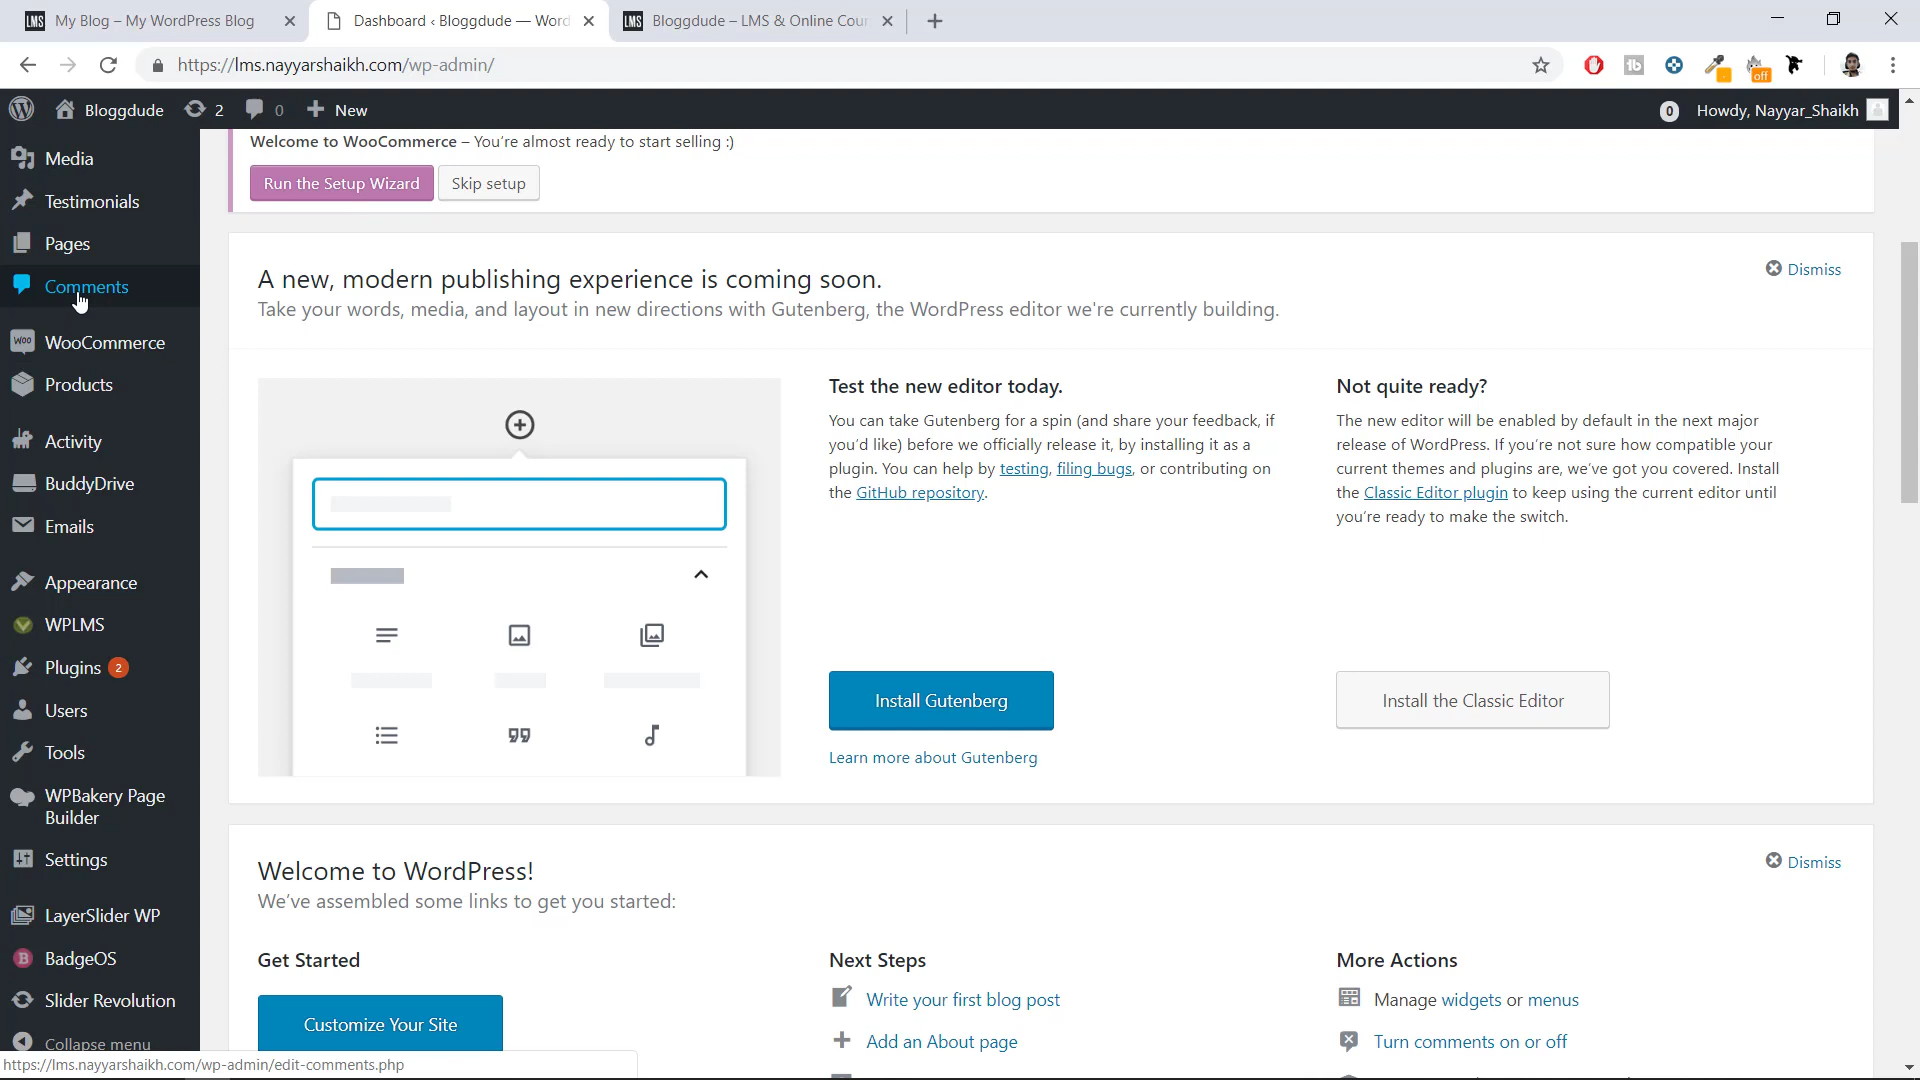 My Blog – My WordPress Blog
Dashboard ‹ Bloggdude — Word
Bloggdude – LMS & Online Cour
https://lms.nayyarshaikh.com/wp-admin/
off
Bloggdude 2 0 New
0 Howdy, Nayyar_Shaikh
Media
Testimonials
Pages
Comments
WooCommerce
Products
Activity
BuddyDrive
Emails
Appearance
WPLMS
Plugins 2
Users
Tools
WPBakery Page
Builder
Settings
LayerSlider WP
BadgeOS
Slider Revolution
Collapse menu
Welcome to WooCommerce – You're almost ready to start selling :)
Run the Setup Wizard
Skip setup
A new, modern publishing experience is coming soon.
Dismiss
Take your words, media, and layout in new directions with Gutenberg, the WordPress editor we're currently building.
Test the new editor today.
You can take Gutenberg for a spin (and share your feedback, if
you'd like) before we officially release it, by installing it as a
plugin. You can help by testing, filing bugs, or contributing on
the GitHub repository.
Install Gutenberg
Learn more about Gutenberg
Not quite ready?
The new editor will be enabled by default in the next major
release of WordPress. If you're not sure how compatible your
current themes and plugins are, we've got you covered. Install
the Classic Editor plugin to keep using the current editor until
you're ready to make the switch.
Install the Classic Editor
Welcome to WordPress!
Dismiss
We've assembled some links to get you started:
Get Started
Customize Your Site
Next Steps
Write your first blog post
Add an About page
More Actions
Manage widgets or menus
Turn comments on or off
https://lms.nayyarshaikh.com/wp-admin/edit-comments.php